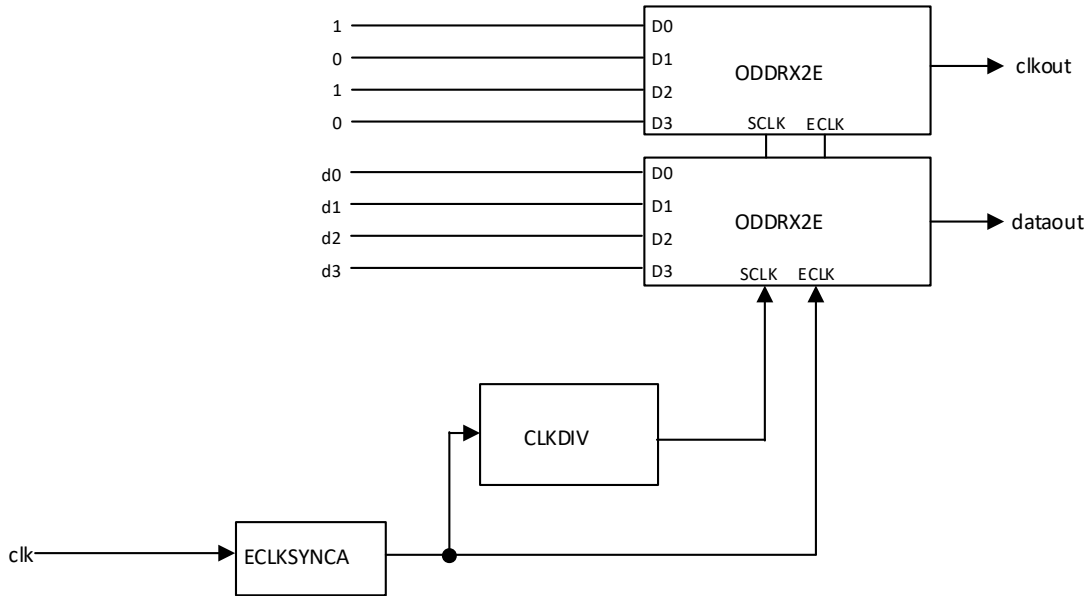 1 D0
0 D1
ODDRX2E clkout
1 D2
0 D3
SCLK ECLK
d0 D0
d1 D1
ODDRX2E dataout
d2 D2
d3 D3
SCLK ECLK
CLKDIV
clk ECLKSYNCA